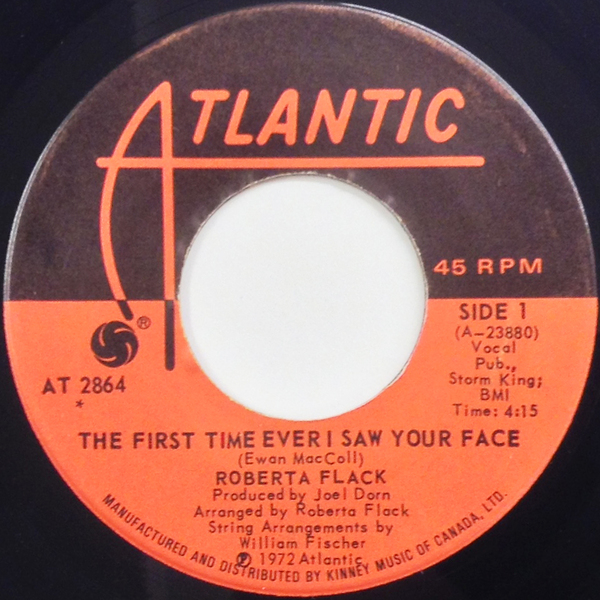 ATLANTIC
45 RPM
®
SIDE 1
(A-23880)
Vocal
Pub.,
Storm King;
BMI
Time: 4:15
AT 2864
*
THE FIRST TIME EVER I SAW YOUR FACE
(Ewan MacColl)
ROBERTA FLACK
Produced by Joel Dorn
Arranged by Roberta Flack
String Arrangements by
William Fischer
℗ 1972 Atlantic
MANUFACTURED AND DISTRIBUTED BY KINNEY MUSIC OF CANADA, LTD.